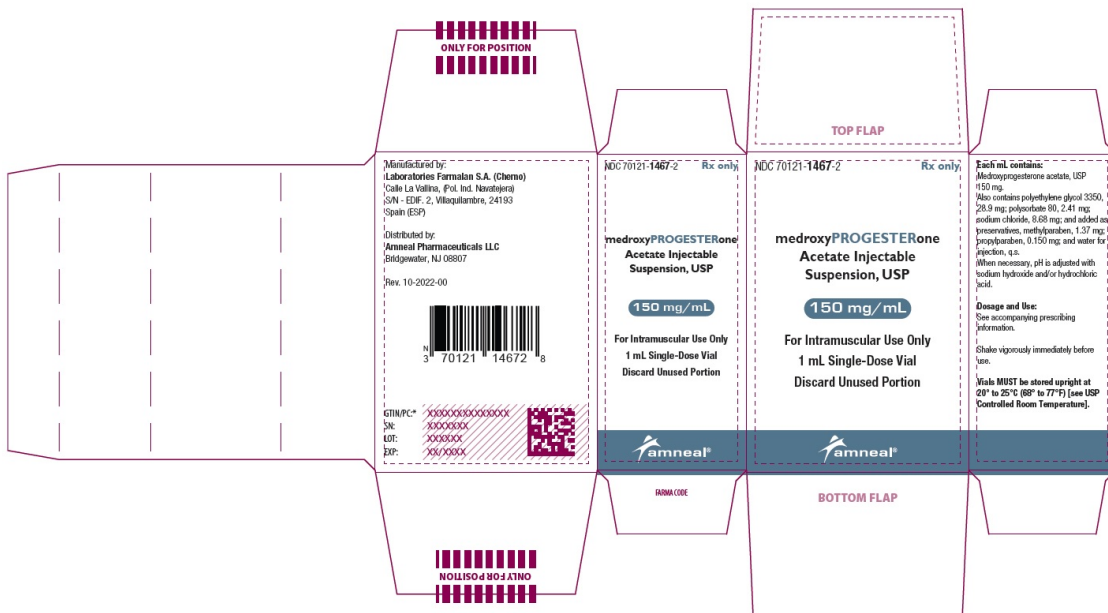 ONLY FOR POSITION
TOP FLAP
Manufactured by:
Laboratories Farmalan S.A. (Cherno)
Calle La Vallina, (Pol. Ind. Navatejera)
S/N - EDIF. 2, Villaquilambre, 24193
Spain (ESP)
Distributed by:
Amneal Pharmaceuticals LLC
Bridgewater, NJ 08807
Rev. 10-2022-00
N
3 70121 14672 8
GTIN/PC:* XXXXXXXXXXXXXX
SN: XXXXXXX
LOT: XXXXXX
EXP: XX/XXXX
NDC 70121-1467-2 Rx only
medroxyPROGESTERone
Acetate Injectable
Suspension, USP
150 mg/mL
For Intramuscular Use Only
1 mL Single-Dose Vial
Discard Unused Portion
amneal®
FARMA CODE
NDC 70121-1467-2 Rx only
medroxyPROGESTERone
Acetate Injectable
Suspension, USP
150 mg/mL
For Intramuscular Use Only
1 mL Single-Dose Vial
Discard Unused Portion
amneal®
BOTTOM FLAP
Each mL contains:
Medroxyprogesterone acetate, USP
150 mg.
Also contains polyethylene glycol 3350,
28.9 mg; polysorbate 80, 2.41 mg;
sodium chloride, 8.68 mg; and added as
preservatives, methylparaben, 1.37 mg;
propylparaben, 0.150 mg; and water for
injection, q.s.
When necessary, pH is adjusted with
sodium hydroxide and/or hydrochloric
acid.
Dosage and Use:
See accompanying prescribing
information.
Shake vigorously immediately before
use.
Vials MUST be stored upright at
20° to 25°C (68° to 77°F) [see USP
Controlled Room Temperature].
ONLY FOR POSITION